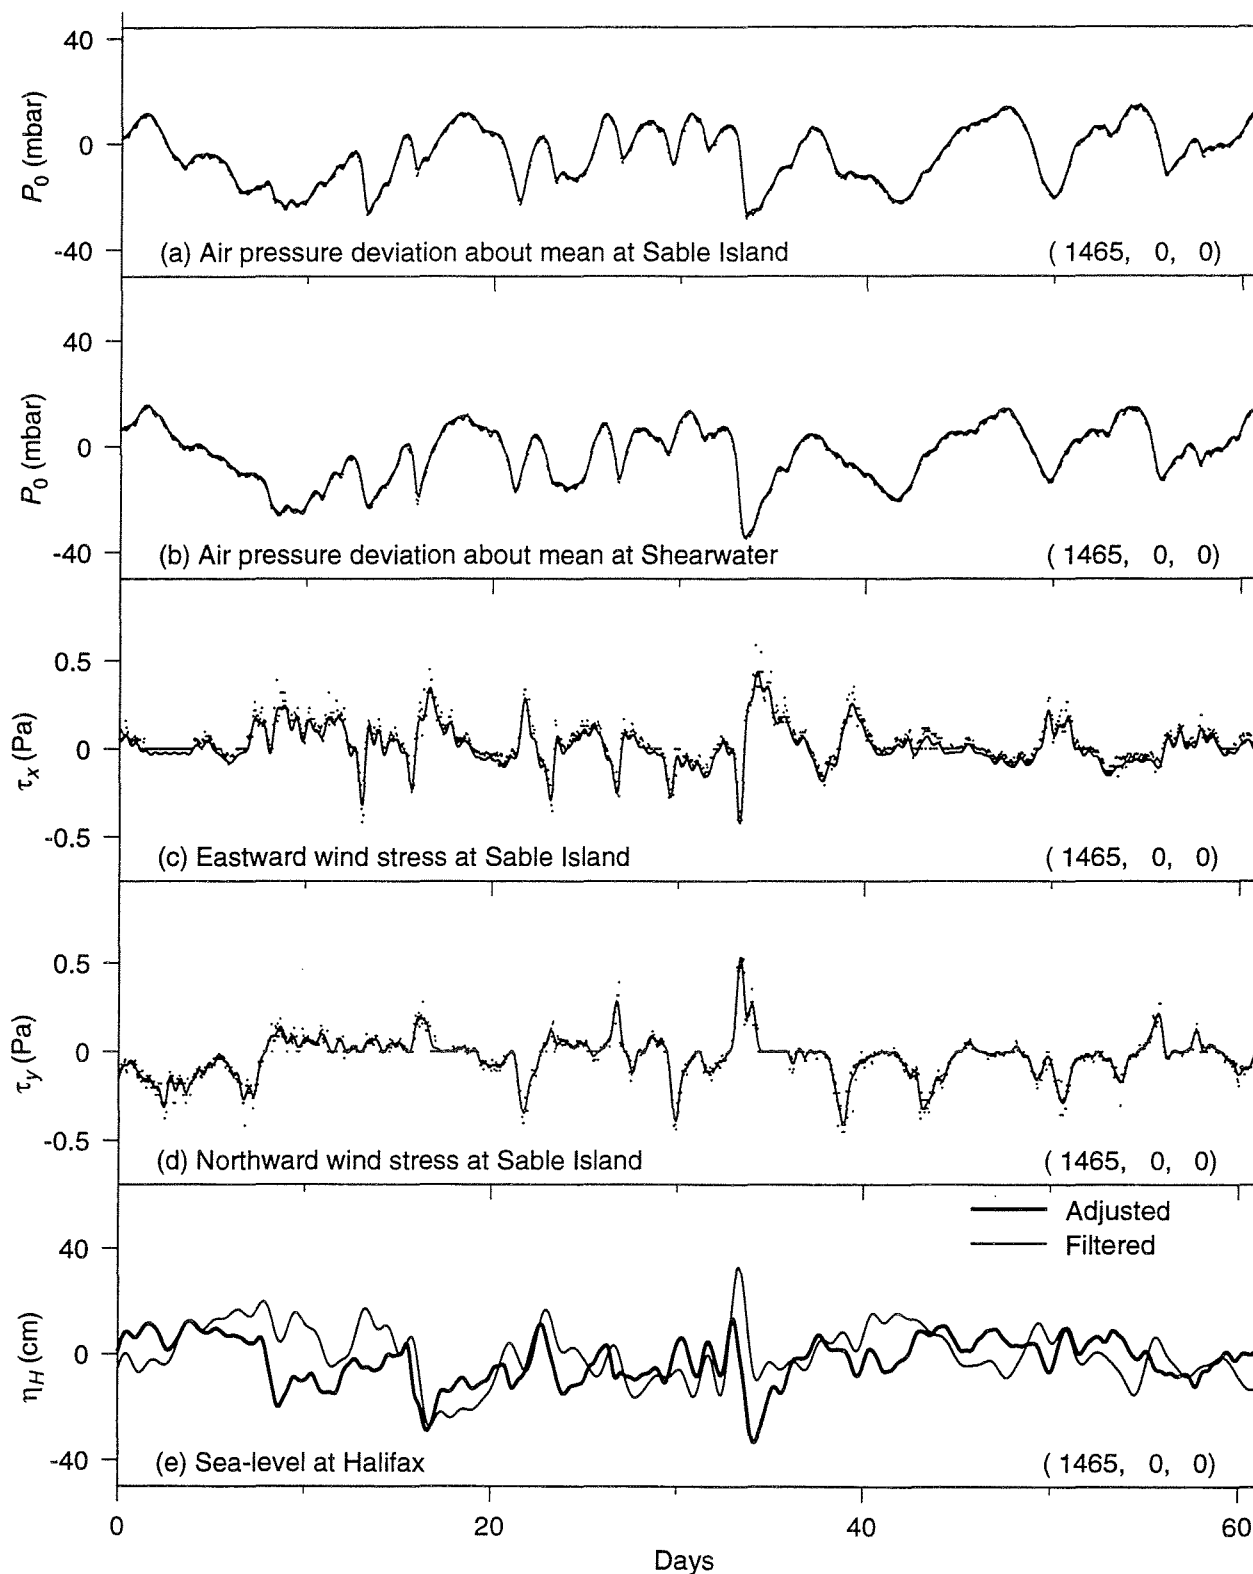 40
0
-40
P0 (mbar)
(a) Air pressure deviation about mean at Sable Island
( 1465, 0, 0)
40
0
-40
P0 (mbar)
(b) Air pressure deviation about mean at Shearwater
( 1465, 0, 0)
0.5
0
-0.5
τx (Pa)
(c) Eastward wind stress at Sable Island
( 1465, 0, 0)
0.5
0
-0.5
τy (Pa)
(d) Northward wind stress at Sable Island
( 1465, 0, 0)
Adjusted
Filtered
40
0
-40
ηH (cm)
(e) Sea-level at Halifax
( 1465, 0, 0)
0 20 40 60
Days